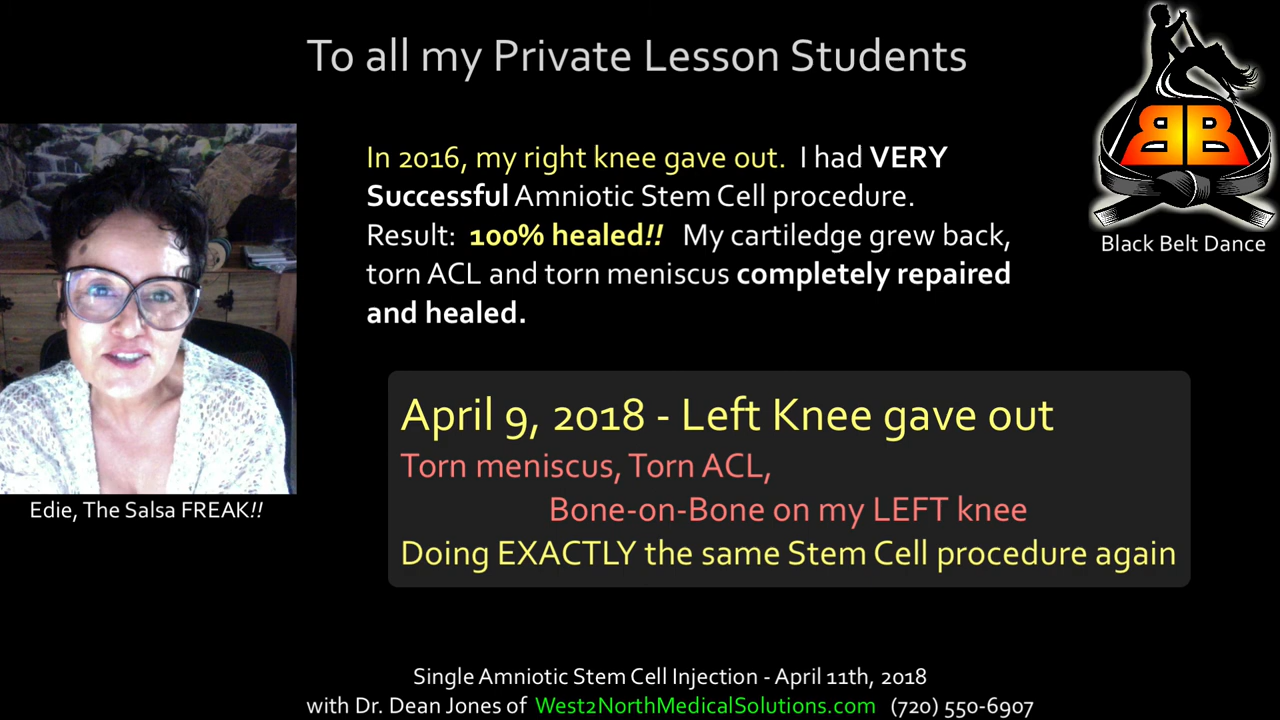 To all my Private Lesson Students
In 2016, my right knee gave out. I had VERY
Successful Amniotic Stem Cell procedure.
Result: 100% healed!! My cartiledge grew back,
torn ACL and torn meniscus completely repaired
and healed.
BB
Black Belt Dance
April 9, 2018 - Left Knee gave out
Torn meniscus, Torn ACL,
Bone-on-Bone on my LEFT knee
Doing EXACTLY the same Stem Cell procedure again
Edie, The Salsa FREAK!!
Single Amniotic Stem Cell Injection - April 11th, 2018
with Dr. Dean Jones of West2NorthMedicalSolutions.com (720) 550-6907